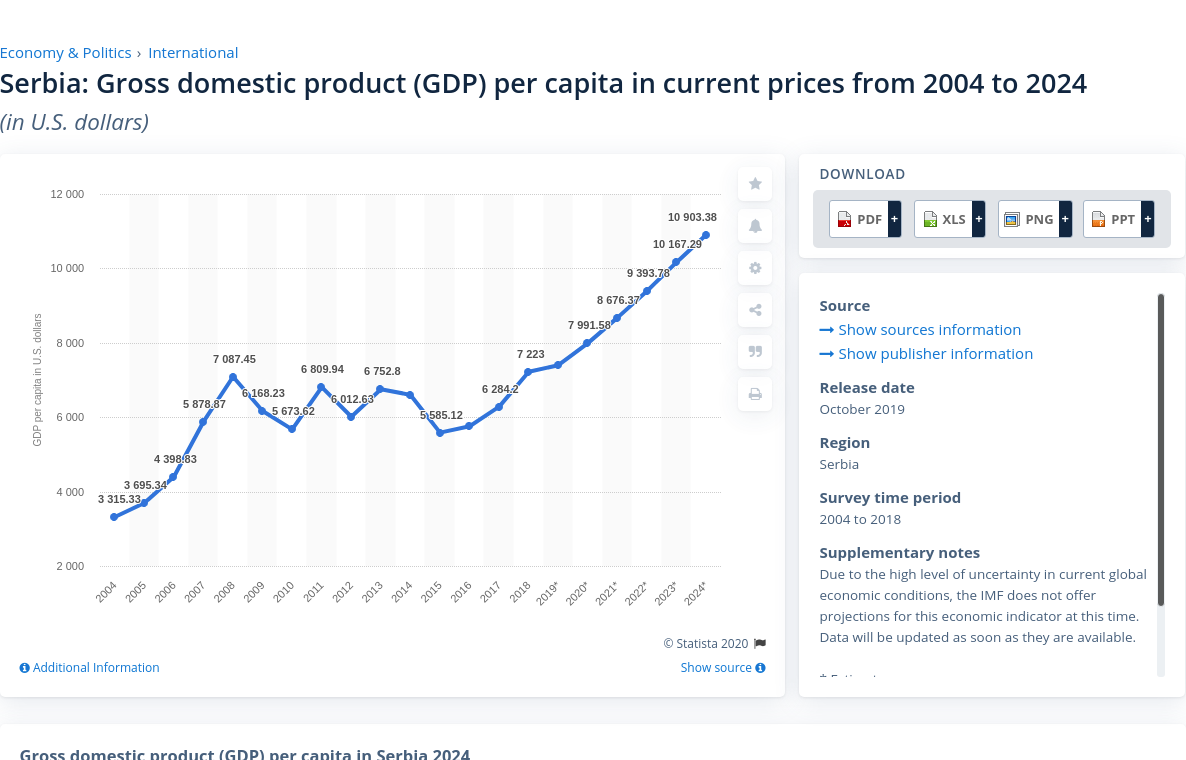 Economy & Politics › International
Serbia: Gross domestic product (GDP) per capita in current prices from 2004 to 2024
(in U.S. dollars)
GDP per capita in U.S. dollars
12 000
10 000
8 000
6 000
4 000
2 000
3 315.33
3 695.34
4 398.83
5 878.87
7 087.45
6 168.23
5 673.62
6 809.94
6 012.63
6 752.8
5 585.12
6 284.2
7 223
7 991.58
8 676.37
9 393.78
10 167.29
10 903.38
2004
2005
2006
2007
2008
2009
2010
2011
2012
2013
2014
2015
2016
2017
2018
2019*
2020*
2021*
2022*
2023*
2024*
© Statista 2020
Additional Information
Show source
DOWNLOAD
PDF +
XLS +
PNG +
PPT +
Source
Show sources information
Show publisher information
Release date
October 2019
Region
Serbia
Survey time period
2004 to 2018
Supplementary notes
Due to the high level of uncertainty in current global
economic conditions, the IMF does not offer
projections for this economic indicator at this time.
Data will be updated as soon as they are available.
Gross domestic product (GDP) per capita in Serbia 2024